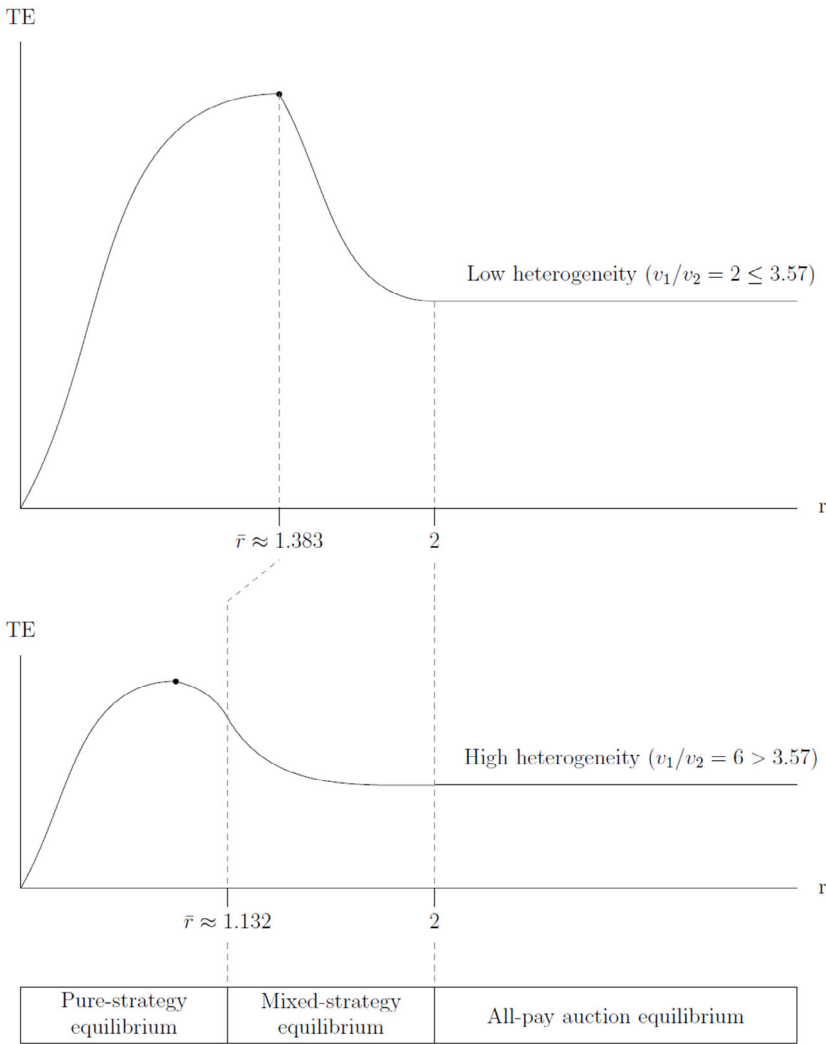 TE
Low heterogeneity (v₁/v₂ = 2 ≤ 3.57)
r
r̄ ≈ 1.383
2
TE
High heterogeneity (v₁/v₂ = 6 > 3.57)
r
r̄ ≈ 1.132
2
Pure-strategy
equilibrium
Mixed-strategy
equilibrium
All-pay auction equilibrium